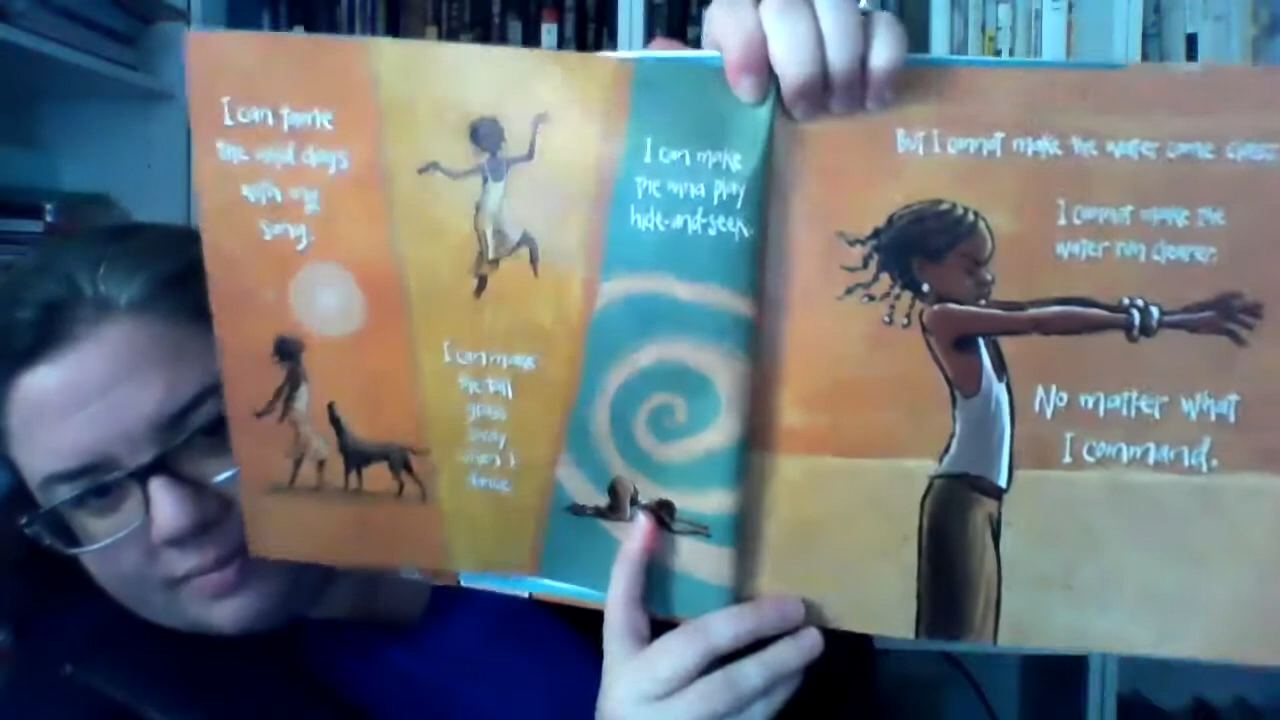 I can tame
the wild dogs
with my
song.
I can make
the tall
grass
sway
when I
dance.
I can make
the wind play
hide-and-seek.
But I cannot make the water come closer.
I cannot make the
water run clearer.
No matter what
I command.